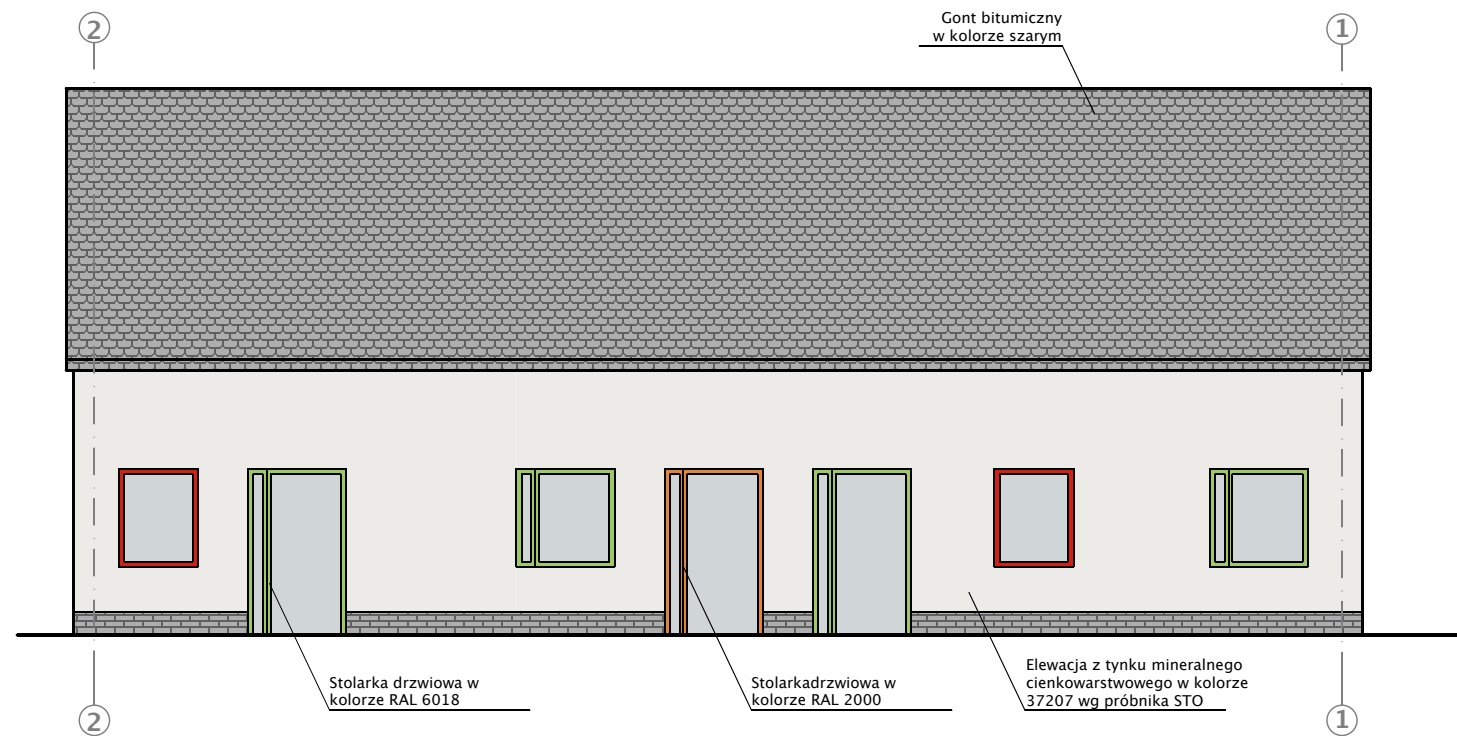 2
Gont bitumiczny
w kolorze szarym
1
Stolarka drzwiowa w
kolorze RAL 6018
Stolarkadrzwiowa w
kolorze RAL 2000
Elewacja z tynku mineralnego
cienkowarstwowego w kolorze
37207 wg próbnika STO
2
1